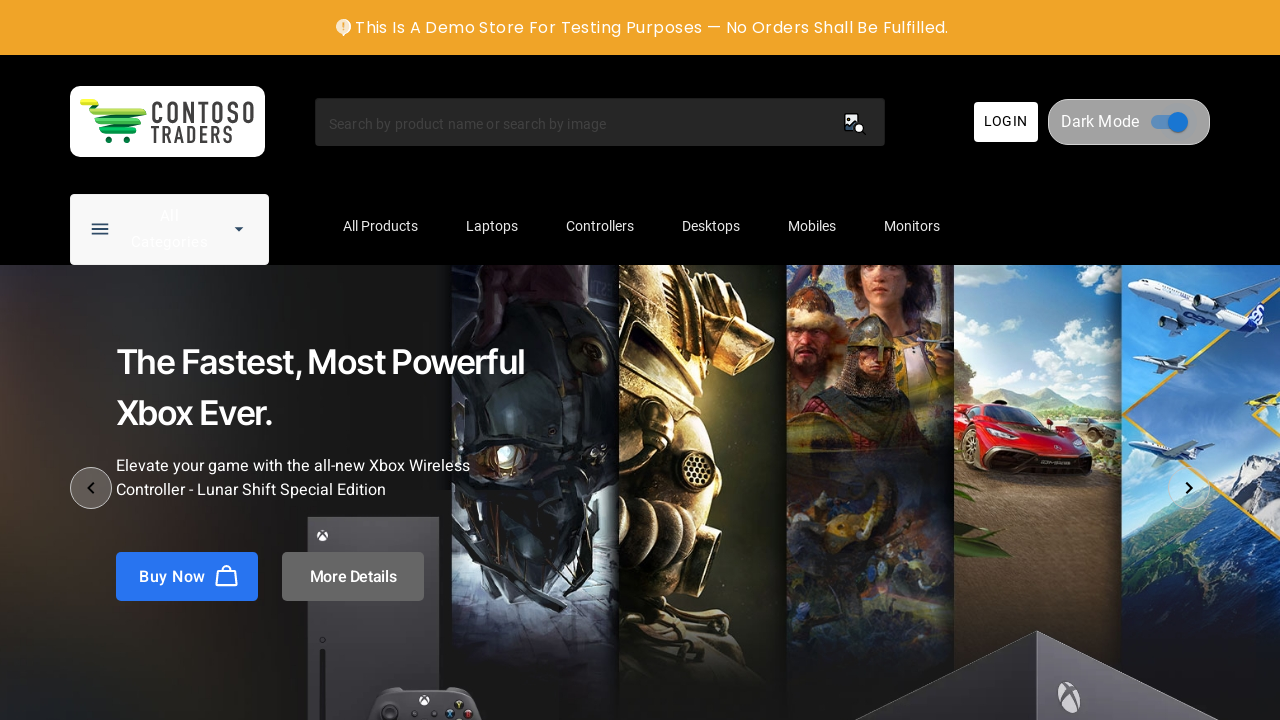 This Is A Demo Store For Testing Purposes — No Orders Shall Be Fulfilled.
CONTOSO
TRADERS
Search by product name or search by image
LOGIN
Dark Mode
All
Categories
All Products
Laptops
Controllers
Desktops
Mobiles
Monitors
The Fastest, Most Powerful
Xbox Ever.
Elevate your game with the all-new Xbox Wireless
Controller - Lunar Shift Special Edition
Buy Now
More Details